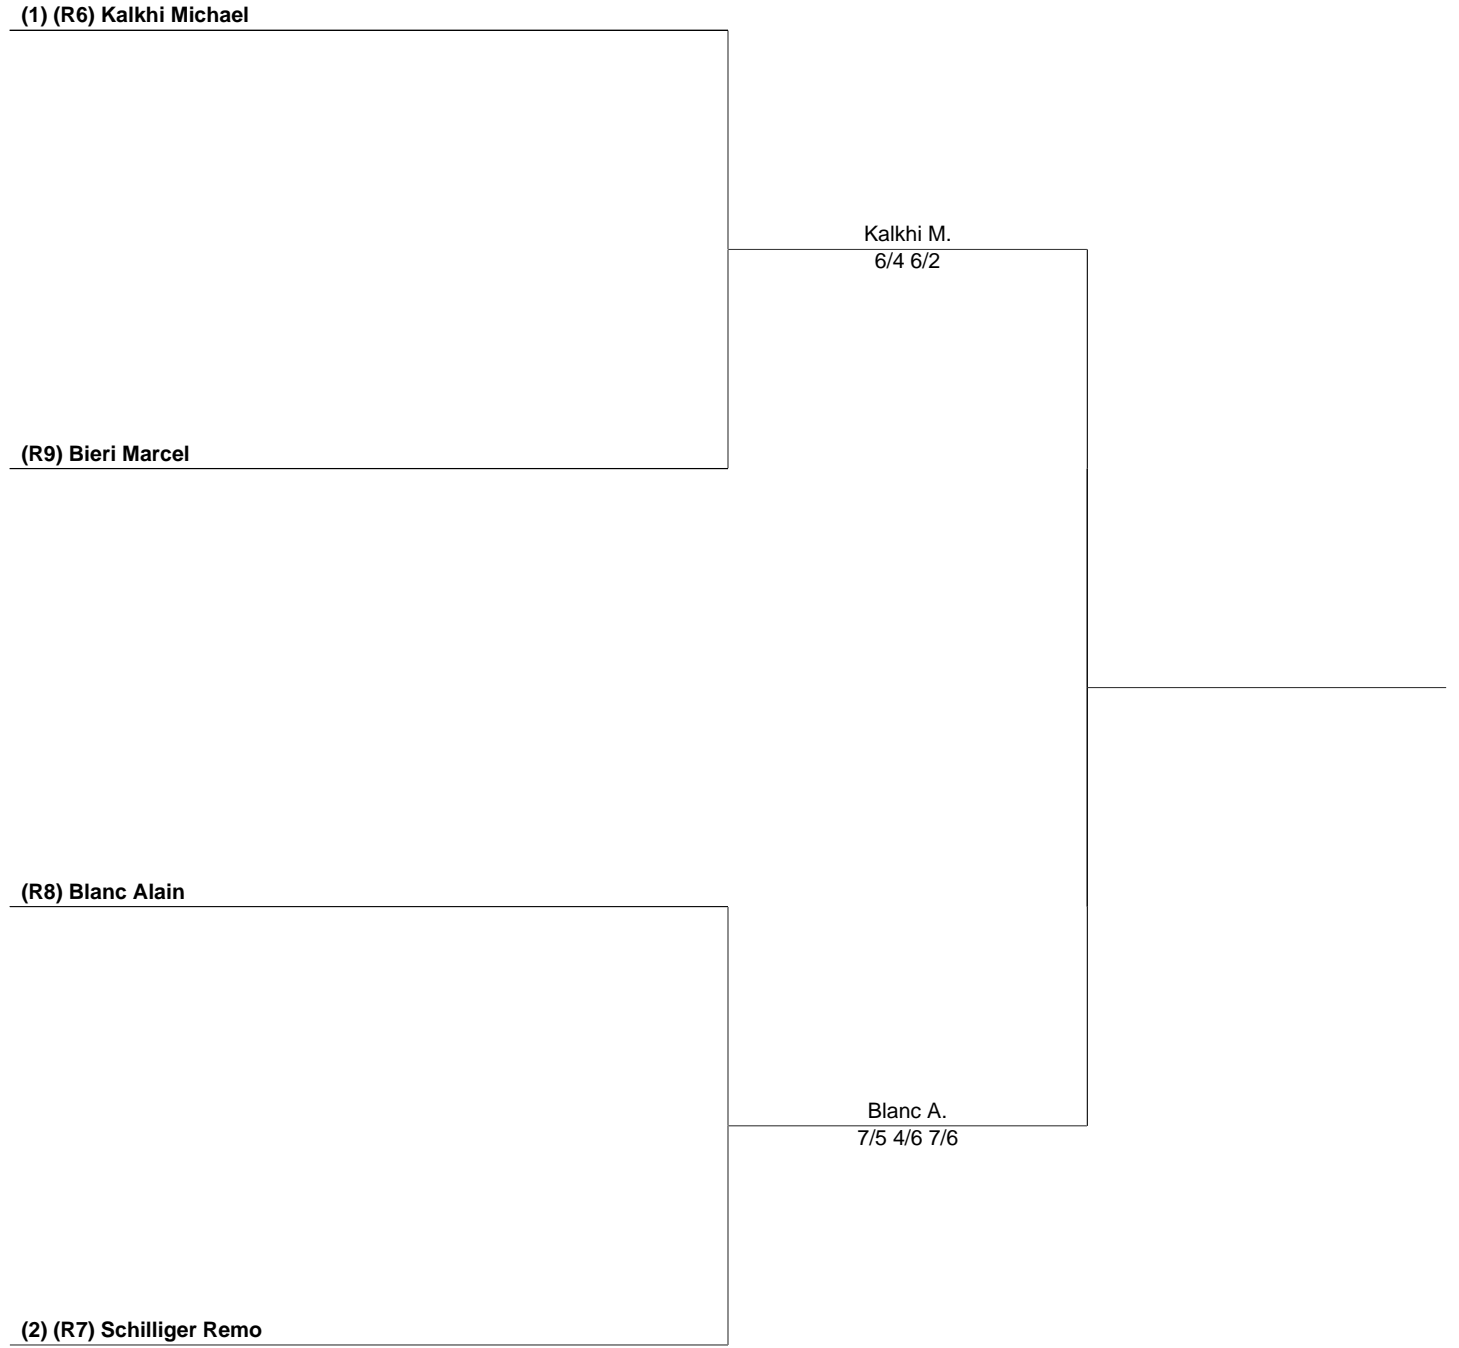 (1) (R6) Kalkhi Michael
Kalkhi M.
6/4 6/2
(R9) Bieri Marcel
(R8) Blanc Alain
Blanc A.
7/5 4/6 7/6
(2) (R7) Schilliger Remo